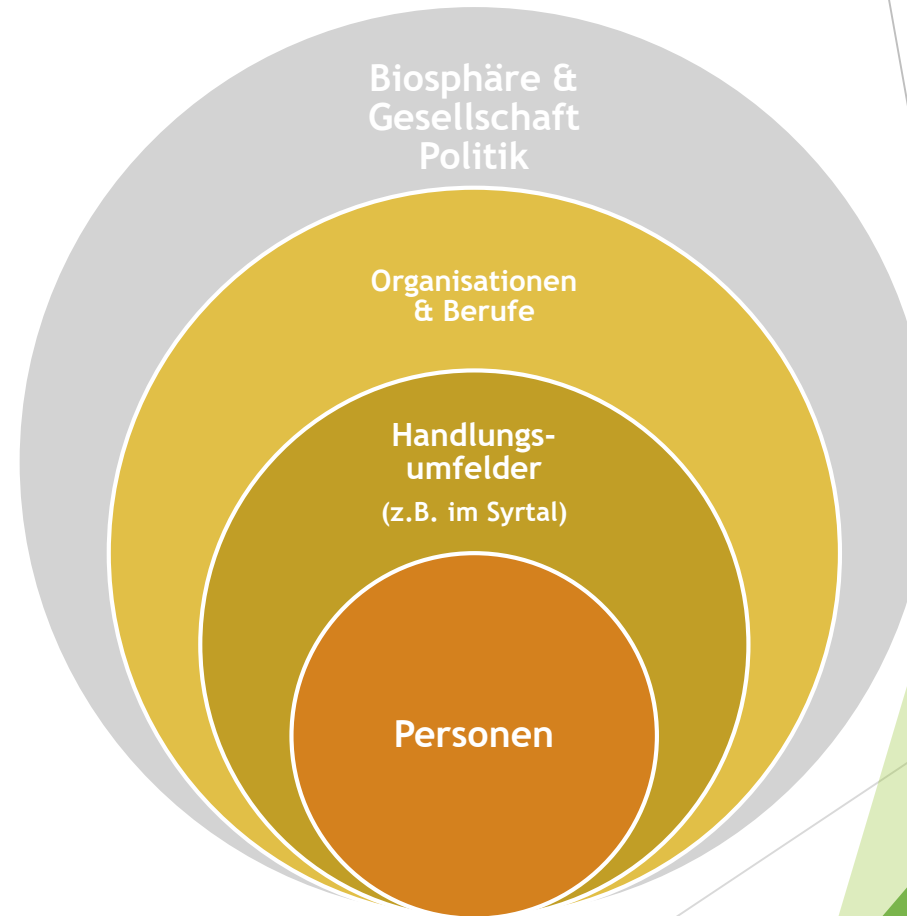 Biosphäre &
Gesellschaft
Politik
Organisationen
& Berufe
Handlungs-
umfelder
(z.B. im Syrtal)
Personen